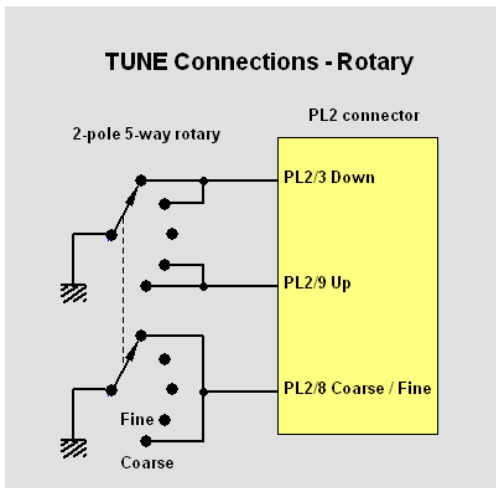 TUNE Connections - Rotary
PL2 connector
2-pole 5-way rotary
PL2/3 Down
PL2/9 Up
PL2/8 Coarse / Fine
Fine
Coarse